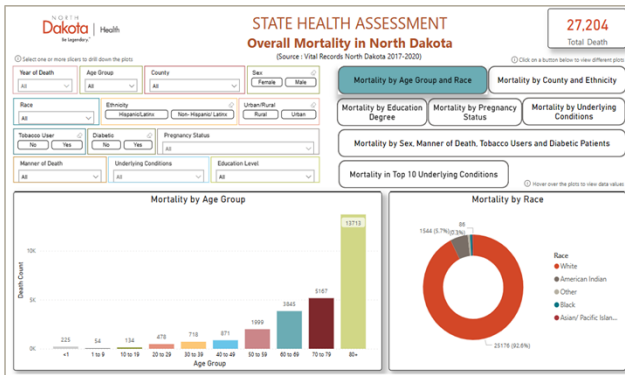 NORTH
Dakota | Health
Be Legendary.
STATE HEALTH ASSESSMENT
Overall Mortality in North Dakota
(Source : Vital Records North Dakota 2017-2020)
27,204
Total Death
Select one or more slicers to drill down the plots
Click on a button below to view different plots
Year of Death
All
Age Group
All
County
All
Sex
Female
Male
Race
All
Ethnicity
Hispanic/Latinx
Non- Hispanic/ Latinx
Urban/Rural
Rural
Urban
Tobacco User
No
Yes
Diabetic
No
Yes
Pregnancy Status
All
Manner of Death
All
Underlying Conditions
All
Education Level
All
Mortality by Age Group and Race
Mortality by County and Ethnicity
Mortality by Education
Degree
Mortality by Pregnancy
Status
Mortality by Underlying
Conditions
Mortality by Sex, Manner of Death, Tobacco Users and Diabetic Patients
Mortality in Top 10 Underlying Conditions
Hover over the plots to view data values
Mortality by Age Group
Death Count
10K
5K
0K
225
54
134
478
718
871
1999
3845
5167
13713
<1
1 to 9
10 to 19
20 to 29
30 to 39
40 to 49
50 to 59
60 to 69
70 to 79
80+
Age Group
Mortality by Race
86
1544 (5.7%)
(0.3%)
25178 (92.6%)
Race
White
American Indian
Other
Black
Asian/ Pacific Islan...